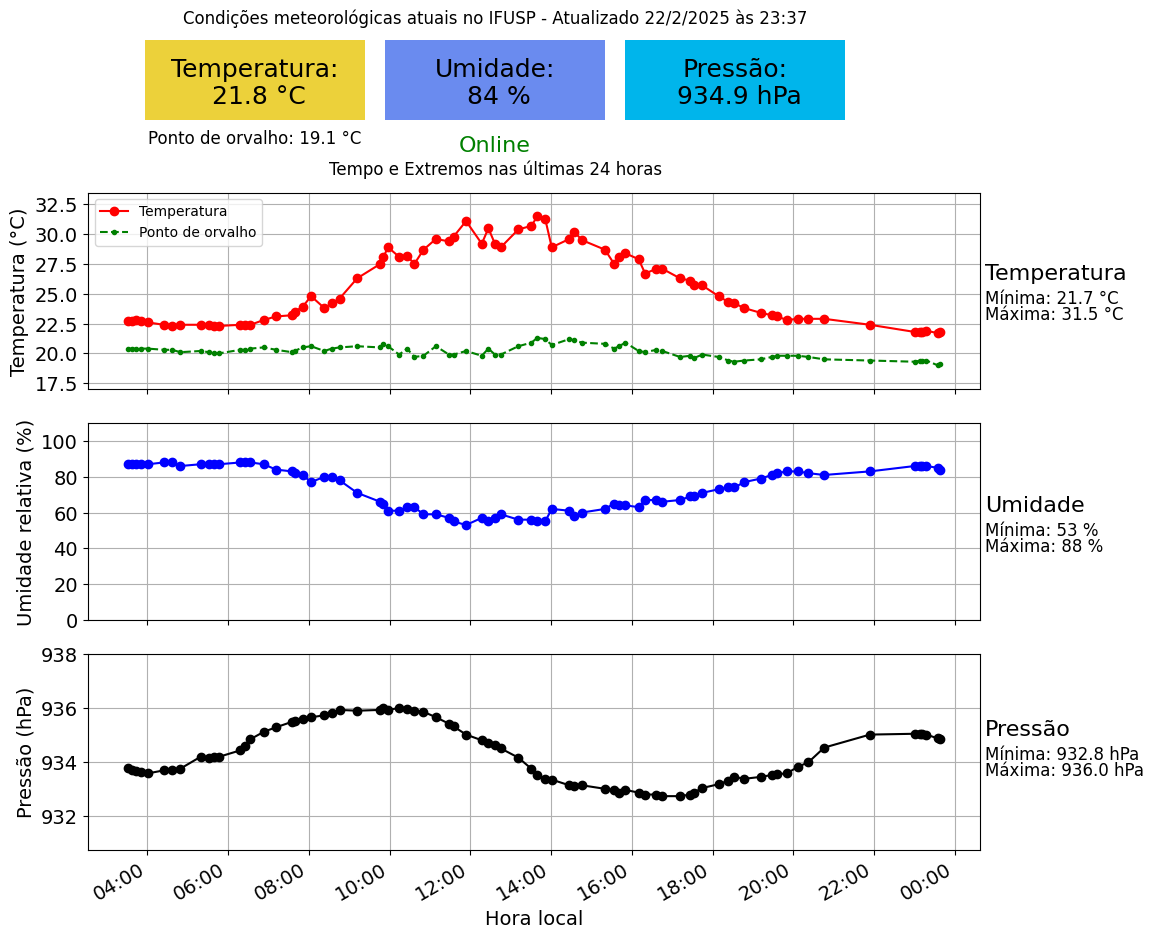 Condições meteorológicas atuais no IFUSP - Atualizado 22/2/2025 às 23:37
Temperatura:
21.8 °C
Umidade:
84 %
Pressão:
934.9 hPa
Ponto de orvalho: 19.1 °C
Online
Tempo e Extremos nas últimas 24 horas
Temperatura (°C)
32.5
30.0
27.5
25.0
22.5
20.0
17.5
Temperatura
Ponto de orvalho
Temperatura
Mínima: 21.7 °C
Máxima: 31.5 °C
Umidade relativa (%)
100
80
60
40
20
0
Umidade
Mínima: 53 %
Máxima: 88 %
Pressão (hPa)
938
936
934
932
Pressão
Mínima: 932.8 hPa
Máxima: 936.0 hPa
04:00
06:00
08:00
10:00
12:00
14:00
16:00
18:00
20:00
22:00
00:00
Hora local